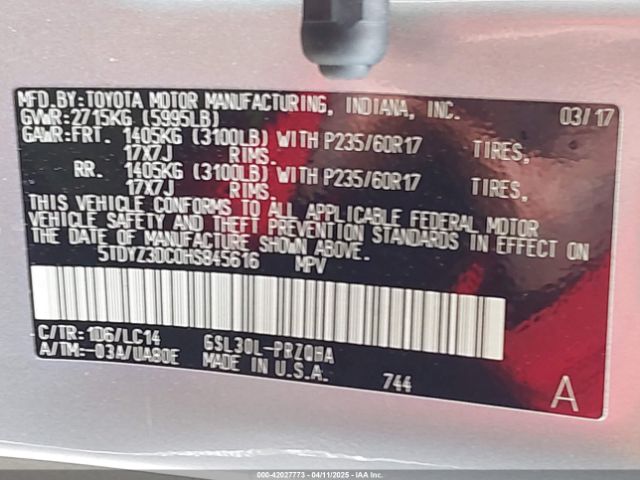 MFD.BY:TOYOTA MOTOR MANUFACTURING, INDIANA, INC. 03/17
GVWR:2715KG (5995LB)
GAWR:FRT. 1405KG (3100LB) WITH P235/60R17 TIRES,
17X7J RIMS.
RR. 1405KG (3100LB) WITH P235/60R17 TIRES,
17X7J RIMS.
THIS VEHICLE CONFORMS TO ALL APPLICABLE FEDERAL MOTOR
VEHICLE SAFETY AND THEFT PREVENTION STANDARDS IN EFFECT ON
THE DATE OF MANUFACTURE SHOWN ABOVE.
5TDYZ3DC0HS845616 MPV
C/TR:1D6/LC14 GSL30L-PRZQHA
A/TM:-03A/UA80E MADE IN U.S.A. 744 A
000-42027773 - 04/11/2025 - IAA Inc.